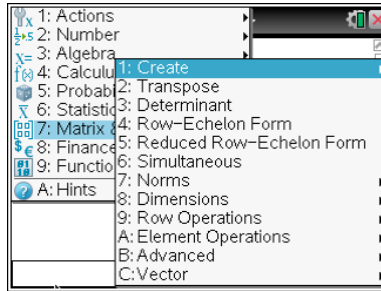 1: Actions
2: Number
3: Algebra
4: Calculu
5: Probabi
6: Statistic
7: Matrix &
8: Finance
9: Functio
A: Hints
1: Create
2: Transpose
3: Determinant
4: Row-Echelon Form
5: Reduced Row-Echelon Form
6: Simultaneous
7: Norms
8: Dimensions
9: Row Operations
A: Element Operations
B: Advanced
C: Vector